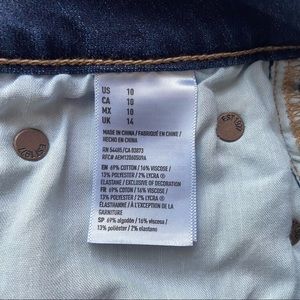 US 10
CA 10
MX 10
UK 14
MADE IN CHINA / FABRIQUÉ EN CHINE /
HECHO EN CHINA
RN 54485/CA 03073
EN 69% COTTON / 16% VISCOSE /
13% POLYESTER / 2% LYCRA ®
ELASTANE / EXCLUSIVE OF DECORATION
FR 69% COTON / 16% VISCOSE /
13% POLYESTER / 2% LYCRA ®
ÉLASTHANNE / À L'EXCEPTION DE LA
GARNITURE
SP 69% algodón / 16% viscosa /
13% poliéster / 2% elastano
EST 1977